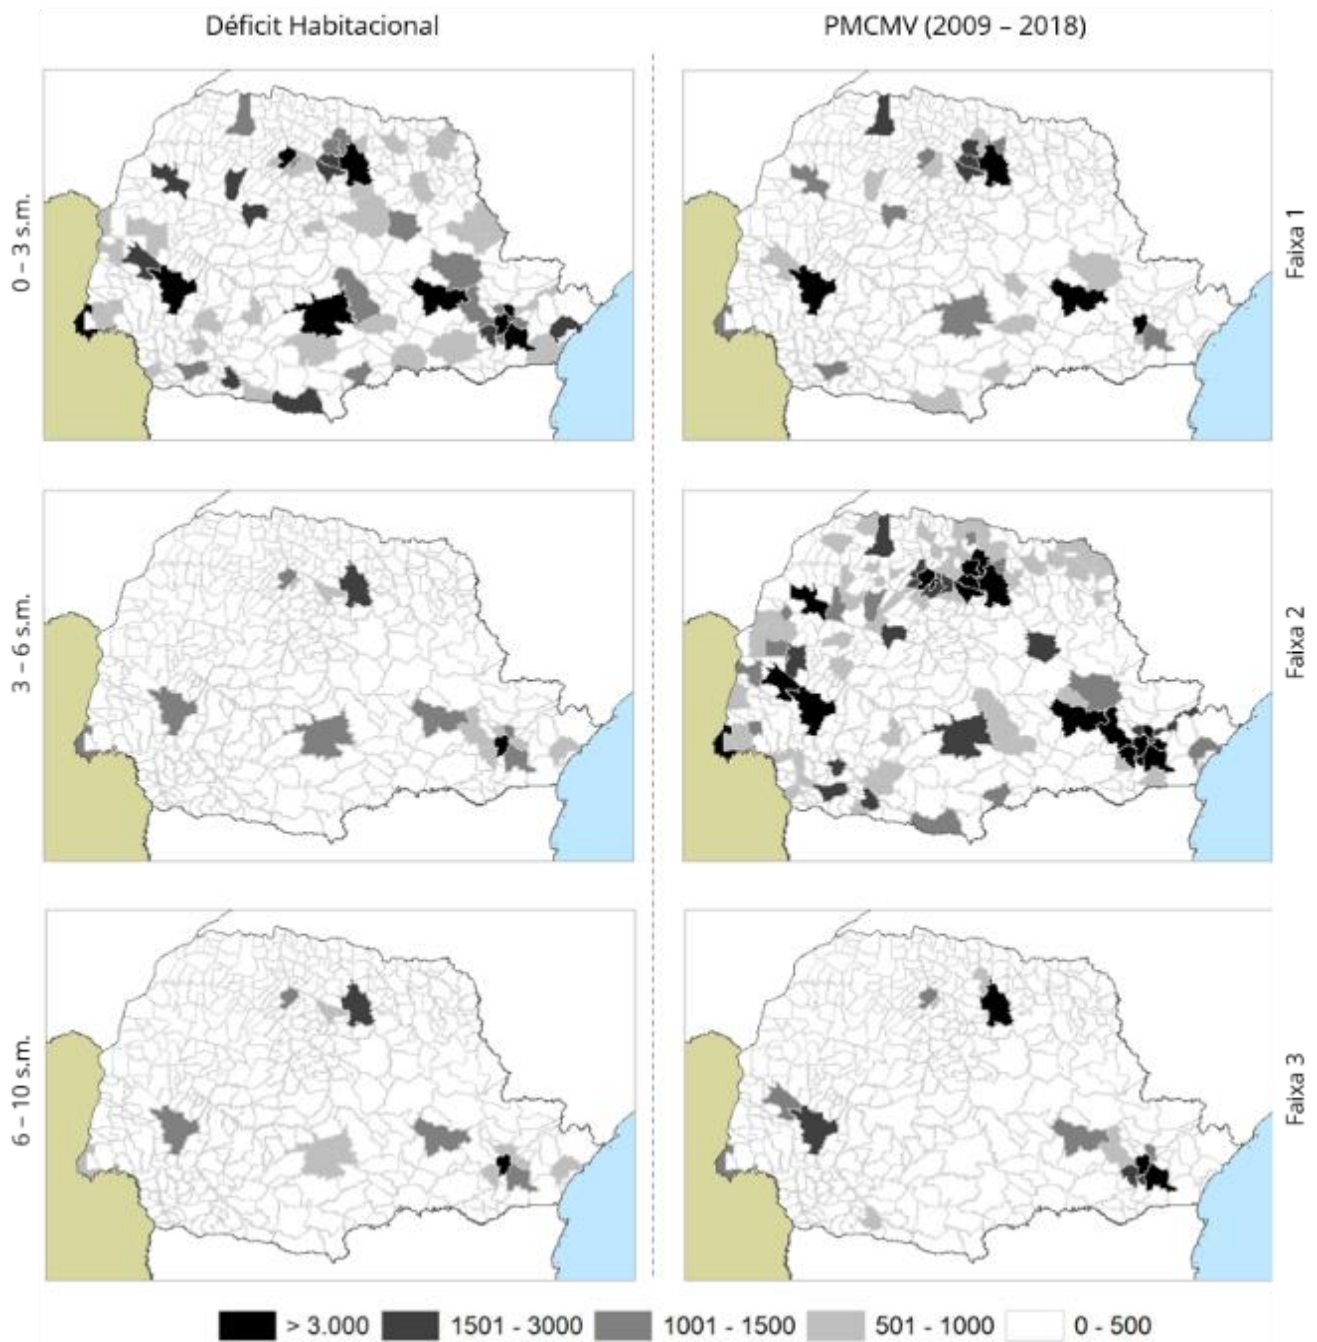 Déficit Habitacional
PMCMV (2009 – 2018)
0 – 3 s.m.
Faixa 1
3 – 6 s.m.
Faixa 2
6 – 10 s.m.
Faixa 3
> 3.000
1501 - 3000
1001 - 1500
501 - 1000
0 - 500